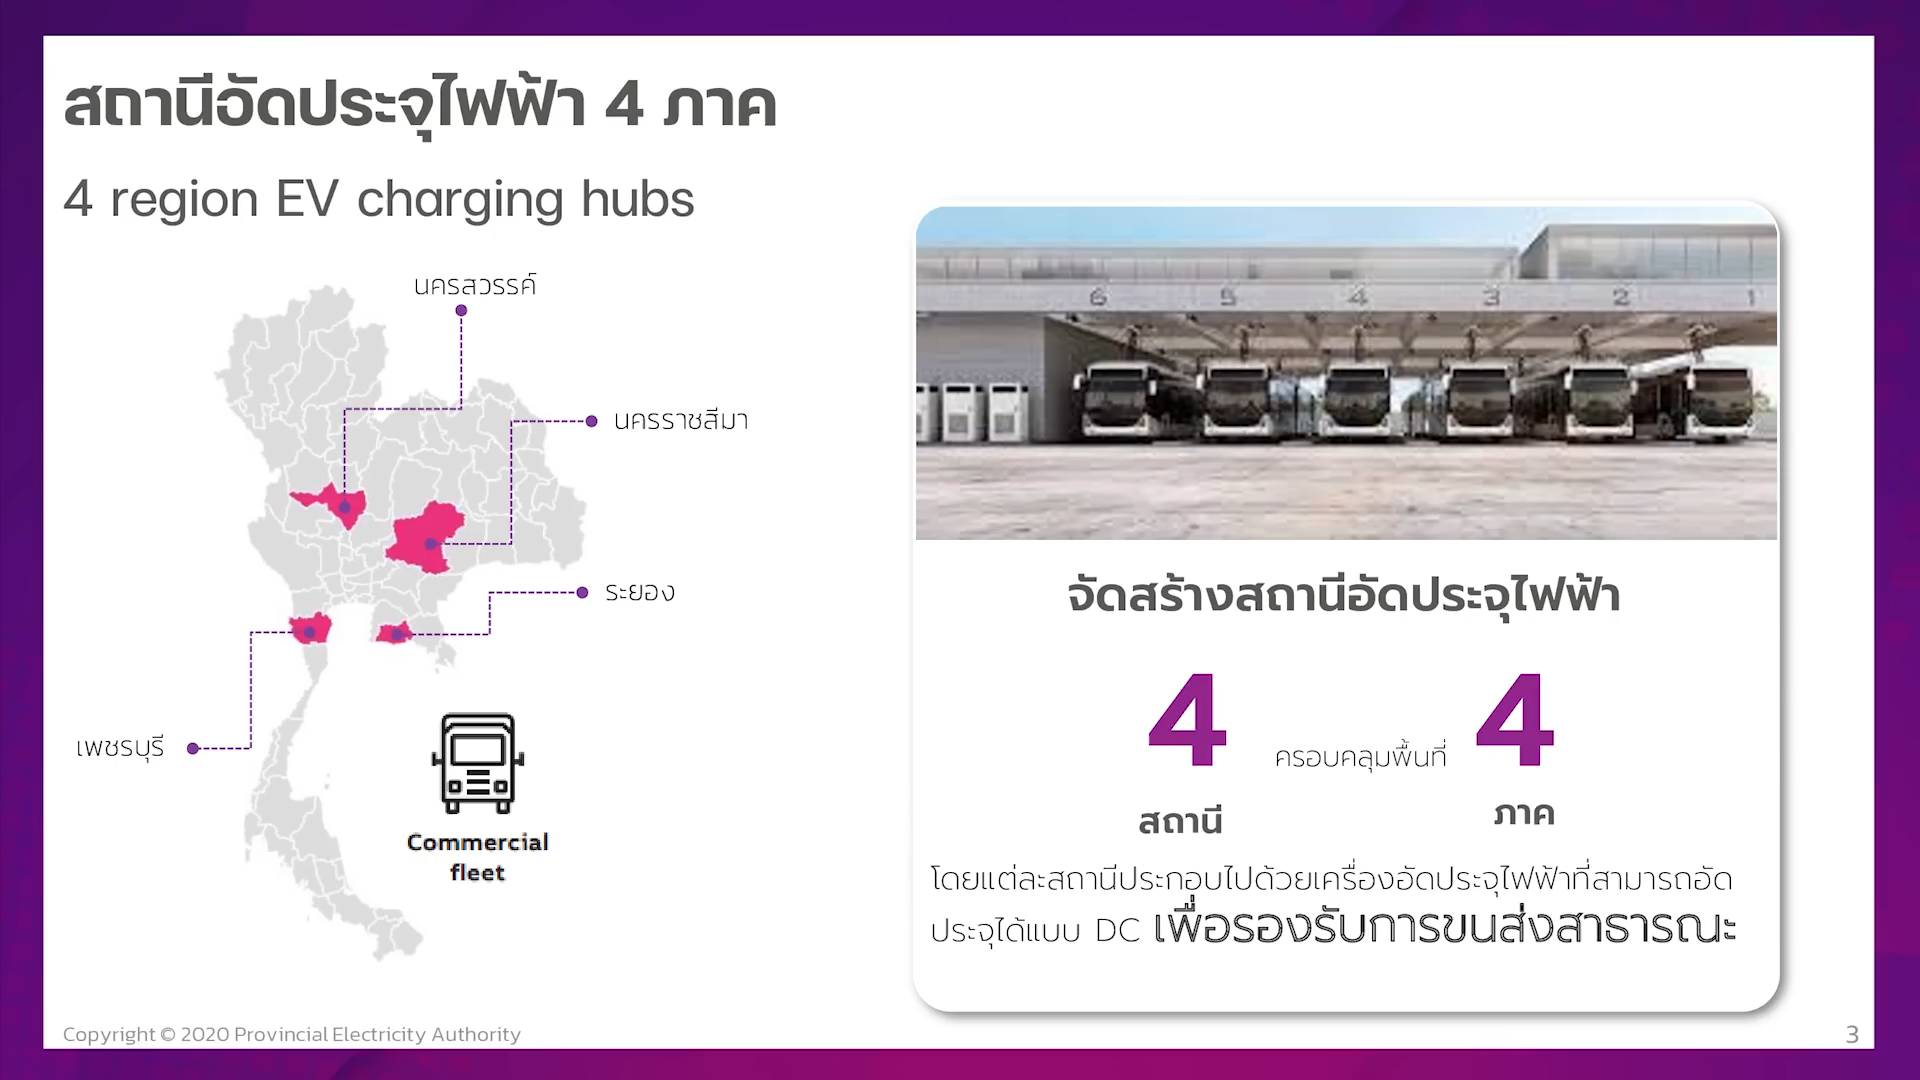 สถานีอัดประจุไฟฟ้า 4 ภาค
4 region EV charging hubs
นครสวรรค์
นครราชสีมา
ระยอง
เพชรบุรี
Commercial
fleet
6 5 4 3 2 1
จัดสร้างสถานีอัดประจุไฟฟ้า
4 ครอบคลุมพื้นที่ 4
สถานี ภาค
โดยแต่ละสถานีประกอบไปด้วยเครื่องอัดประจุไฟฟ้าที่สามารถอัด
ประจุได้แบบ DC เพื่อรองรับการขนส่งสาธารณะ
Copyright © 2020 Provincial Electricity Authority
3